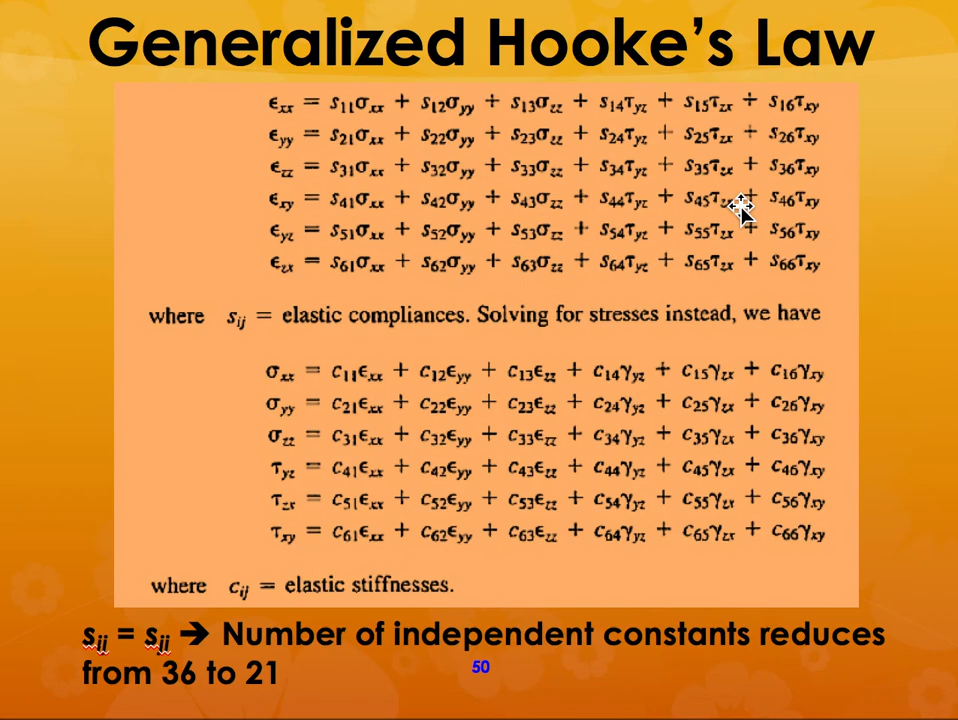 Generalized Hooke's Law
ϵxx = s11σxx + s12σyy + s13σzz + s14τyz + s15τzx + s16τxy
ϵyy = s21σxx + s22σyy + s23σzz + s24τyz + s25τzx + s26τxy
ϵzz = s31σxx + s32σyy + s33σzz + s34τyz + s35τzx + s36τxy
ϵxy = s41σxx + s42σyy + s43σzz + s44τyz + s45τzx + s46τxy
ϵyz = s51σxx + s52σyy + s53σzz + s54τyz + s55τzx + s56τxy
ϵzx = s61σxx + s62σyy + s63σzz + s64τyz + s65τzx + s66τxy
where sij = elastic compliances. Solving for stresses instead, we have
σxx = c11ϵxx + c12ϵyy + c13ϵzz + c14γyz + c15γzx + c16γxy
σyy = c21ϵxx + c22ϵyy + c23ϵzz + c24γyz + c25γzx + c26γxy
σzz = c31ϵxx + c32ϵyy + c33ϵzz + c34γyz + c35γzx + c36γxy
τyz = c41ϵxx + c42ϵyy + c43ϵzz + c44γyz + c45γzx + c46γxy
τzx = c51ϵxx + c52ϵyy + c53ϵzz + c54γyz + c55γzx + c56γxy
τxy = c61ϵxx + c62ϵyy + c63ϵzz + c64γyz + c65γzx + c66γxy
where cij = elastic stiffnesses.
sij = sji ➔ Number of independent constants reduces
from 36 to 21
50